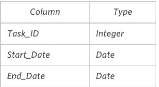 Column Type
Task_ID Integer
Start_Date Date
End_Date Date